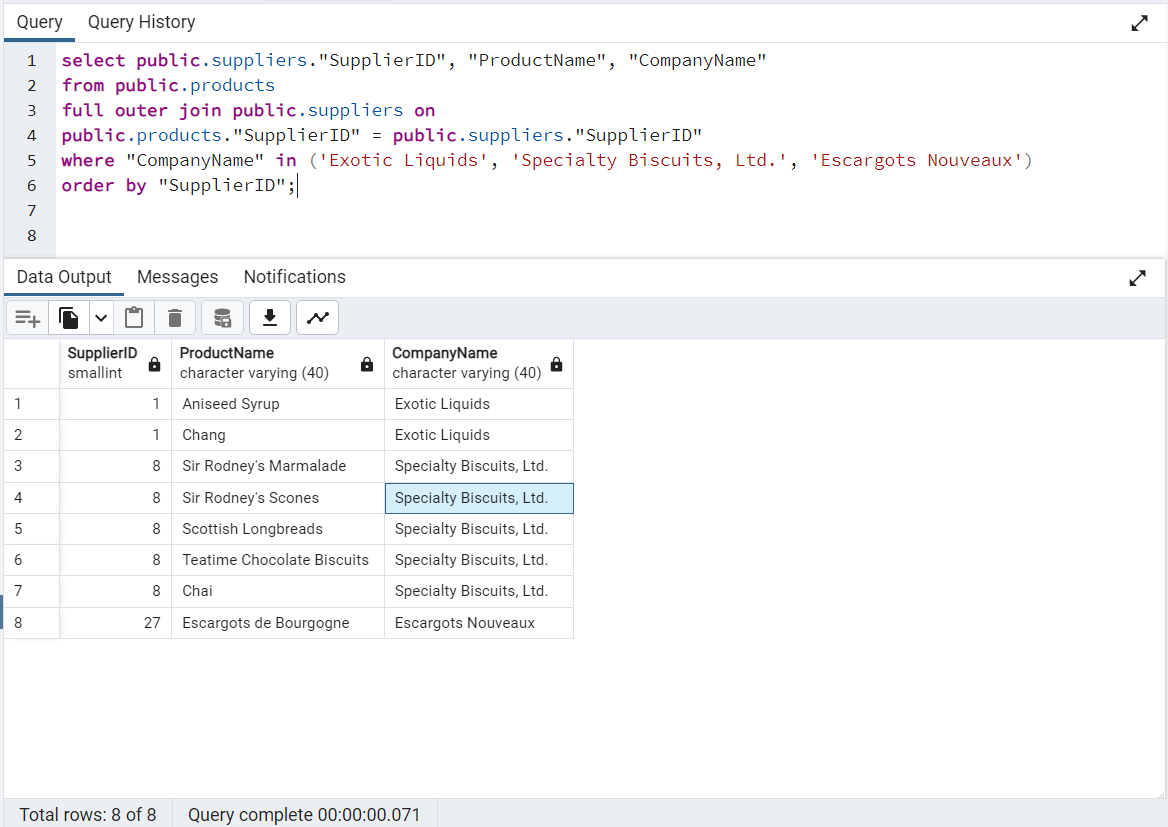 Query Query History
1 select public.suppliers."SupplierID", "ProductName", "CompanyName"
2 from public.products
3 full outer join public.suppliers on
4 public.products."SupplierID" = public.suppliers."SupplierID"
5 where "CompanyName" in ('Exotic Liquids', 'Specialty Biscuits, Ltd.', 'Escargots Nouveaux')
6 order by "SupplierID";
7
8
Data Output Messages Notifications
SupplierID ProductName CompanyName
smallint character varying (40) character varying (40)
1 1 Aniseed Syrup Exotic Liquids
2 1 Chang Exotic Liquids
3 8 Sir Rodney's Marmalade Specialty Biscuits, Ltd.
4 8 Sir Rodney's Scones Specialty Biscuits, Ltd.
5 8 Scottish Longbreads Specialty Biscuits, Ltd.
6 8 Teatime Chocolate Biscuits Specialty Biscuits, Ltd.
7 8 Chai Specialty Biscuits, Ltd.
8 27 Escargots de Bourgogne Escargots Nouveaux
Total rows: 8 of 8 Query complete 00:00:00.071